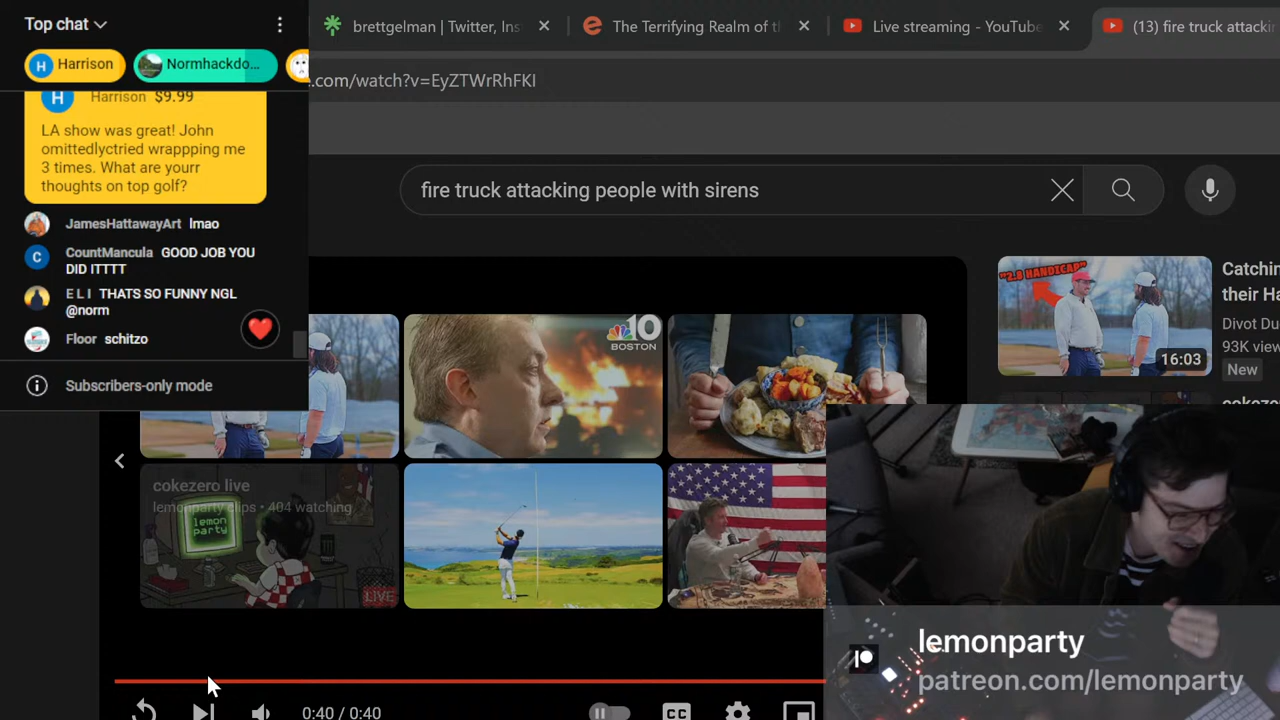 Top chat
brettgelman | Twitter, Ins
The Terrifying Realm of t
Live streaming - YouTube
(13) fire truck attackin
Harrison
Normhackdo...
.com/watch?v=EyZTWrRhFKI
Harrison $9.99
LA show was great! John
omittedlyctried wrappping me
3 times. What are yourr
thoughts on top golf?
fire truck attacking people with sirens
JamesHattawayArt lmao
CountMancula GOOD JOB YOU
DID ITTTT
E L I THATS SO FUNNY NGL
@norm
Floor schitzo
Subscribers-only mode
10
BOSTON
"2.8 HANDICAP"
16:03
Catchin
their Ha
Divot Du
93K view
New
cokezero live
lemonparty clips • 404 watching
lemon
party
LIVE
lemonparty
patreon.com/lemonparty
0:40 / 0:40
CC